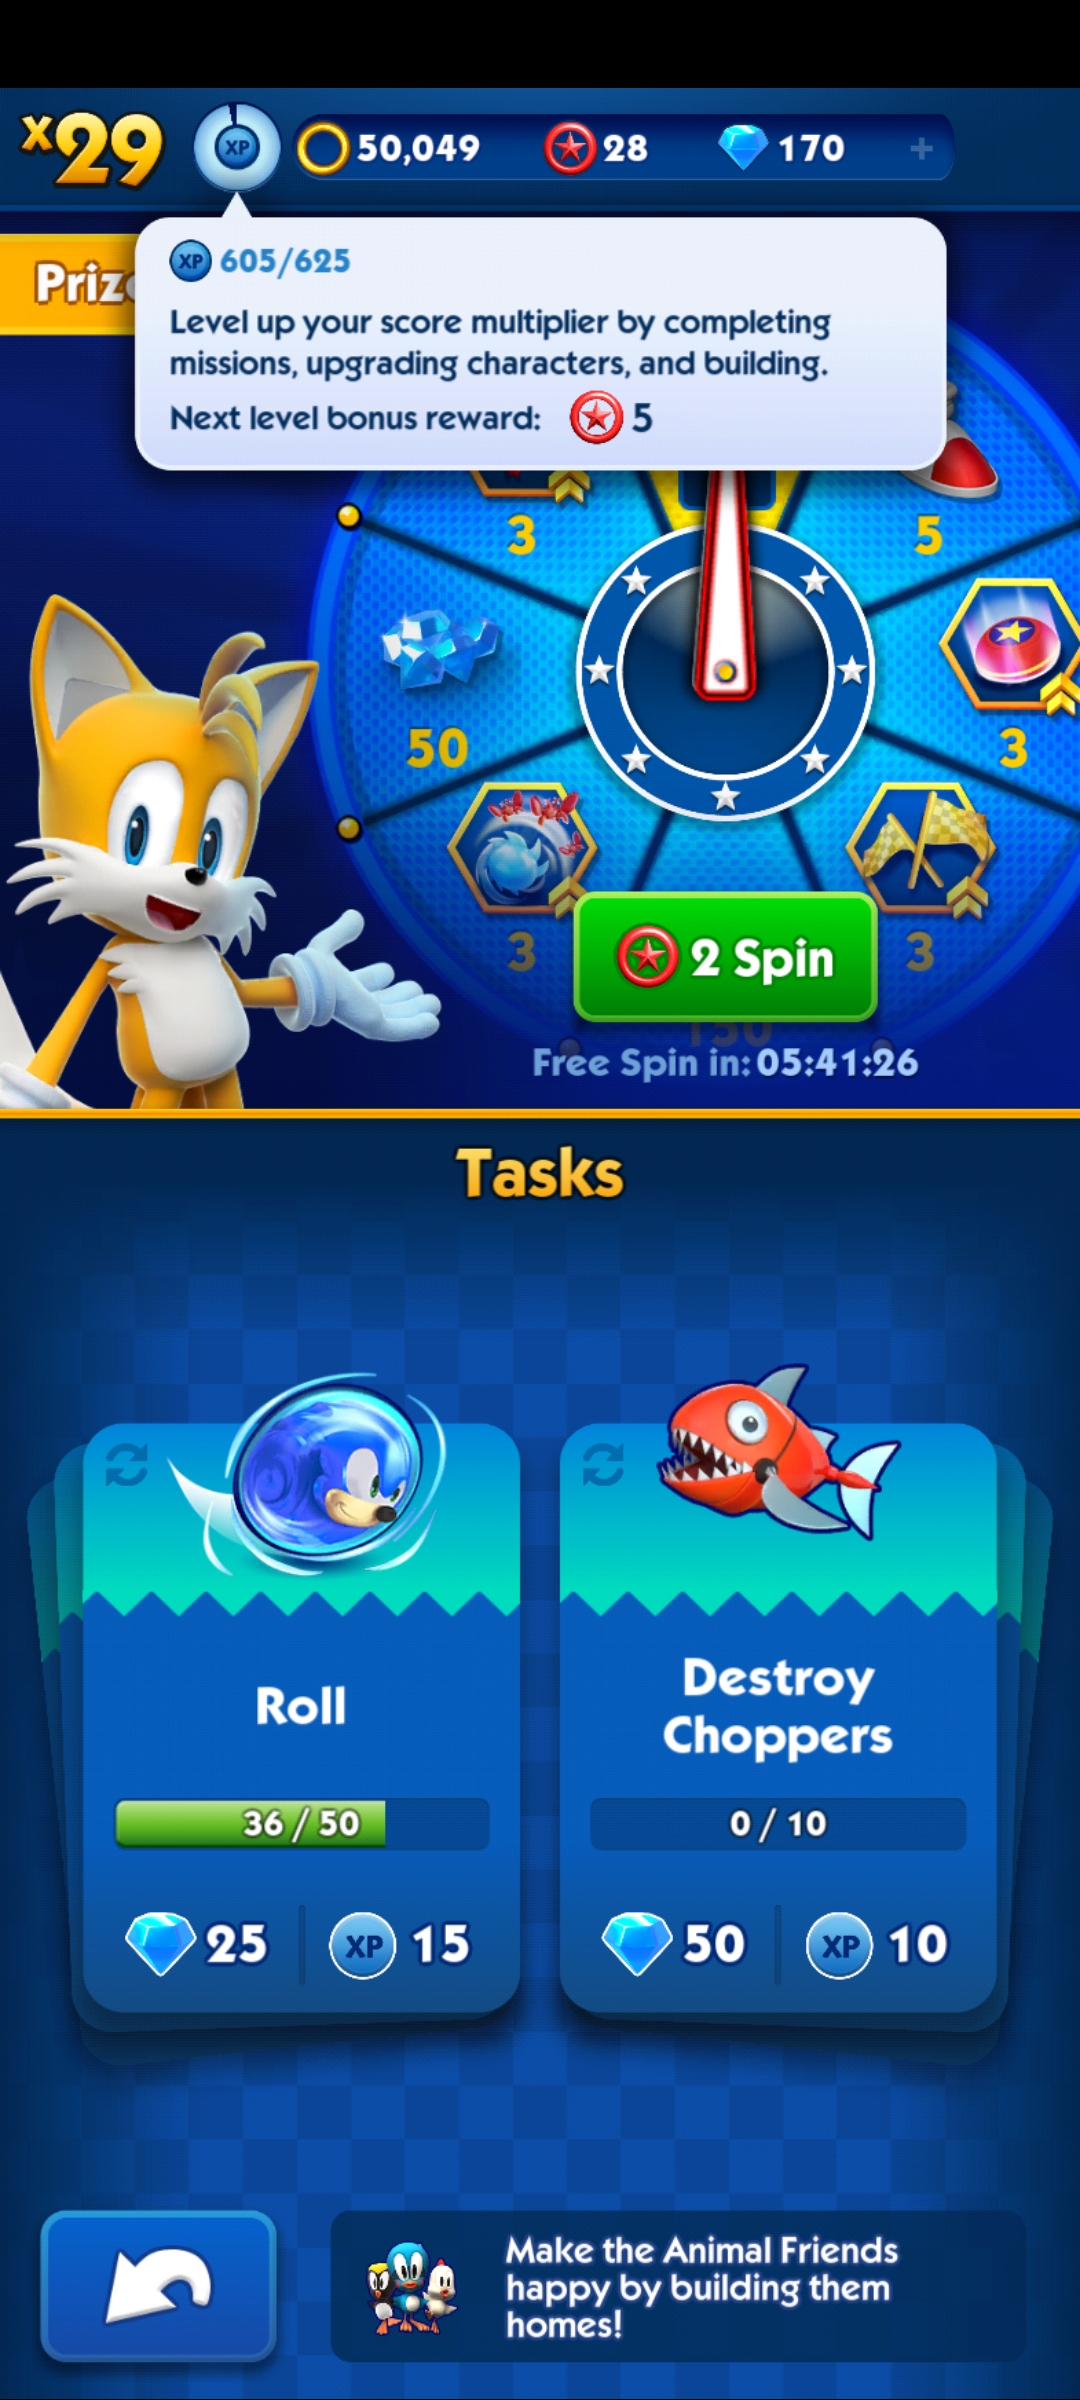 x29
XP
50,049
28
170
+
XP 605/625
Level up your score multiplier by completing
missions, upgrading characters, and building.
Next level bonus reward: 5
3
5
50
3
3
3
2 Spin
150
Free Spin in: 05:41:26
Tasks
Roll
36 / 50
25
XP 15
Destroy
Choppers
0 / 10
50
XP 10
Make the Animal Friends
happy by building them
homes!